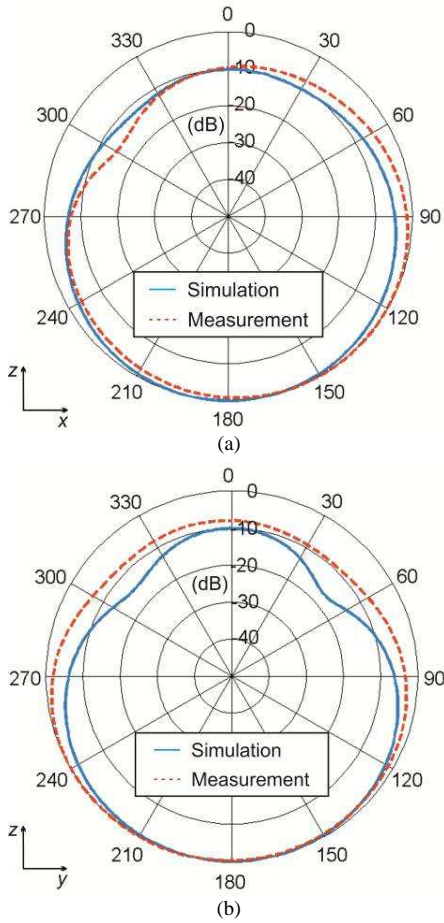 0
330 0 30
-10
300 -20 60
(dB)
-30
-40
270 90
Simulation
Measurement
240 120
z
x
210 150
180
(a)
0
330 0 30
-10
300 -20 60
(dB)
-30
-40
270 90
Simulation
Measurement
240 120
z
y
210 150
180
(b)